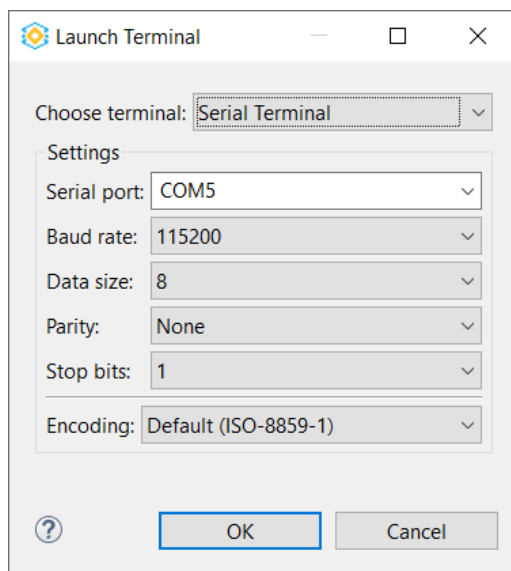 Launch Terminal
Choose terminal: Serial Terminal
Settings
Serial port: COM5
Baud rate: 115200
Data size: 8
Parity: None
Stop bits: 1
Encoding: Default (ISO-8859-1)
? OK Cancel